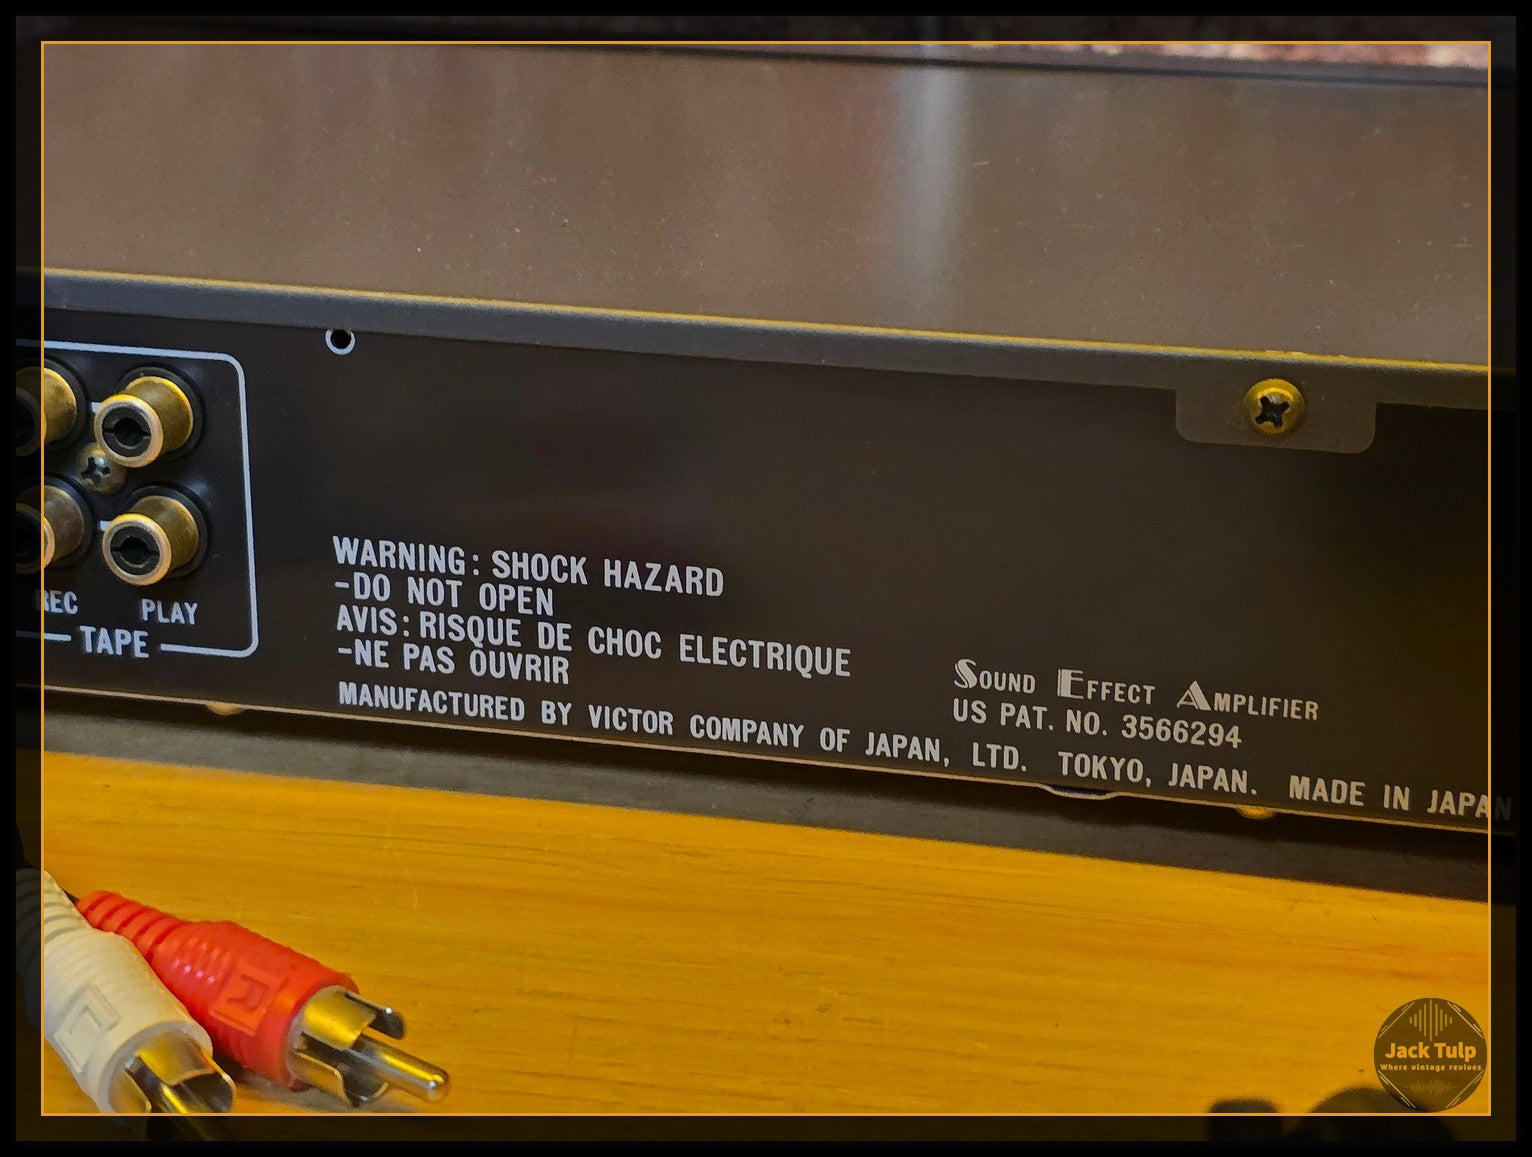 REC PLAY
TAPE
WARNING: SHOCK HAZARD
-DO NOT OPEN
AVIS: RISQUE DE CHOC ELECTRIQUE
-NE PAS OUVRIR
SOUND EFFECT AMPLIFIER
US PAT. NO. 3566294
MANUFACTURED BY VICTOR COMPANY OF JAPAN, LTD. TOKYO, JAPAN. MADE IN JAPAN
L
R
Jack Tulp
Where vintage revives